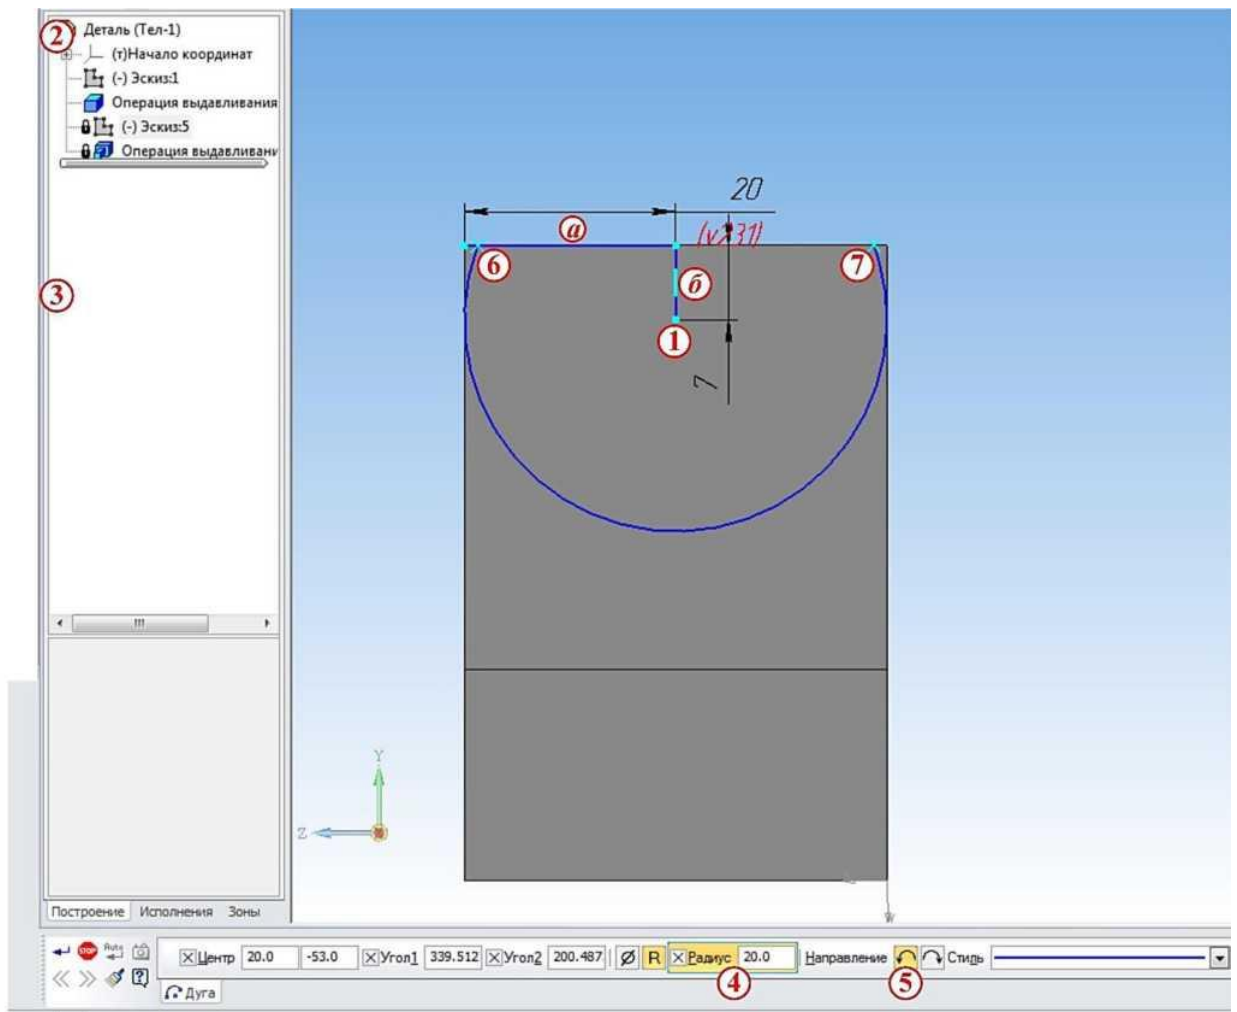 2 Деталь (Тел-1)
(т)Начало координат
(-) Эскиз:1
Операция выдавливания
(-) Эскиз:5
Операция выдавливани
3
20
а
6
7
б
1
7
Y
Z
Построение Исполнения Зоны
STOP Auto Центр 20.0 -53.0 Угол1 339.512 Угол2 200.487 Ø R Радиус 20.0 Направление Стиль
4 5
Дуга